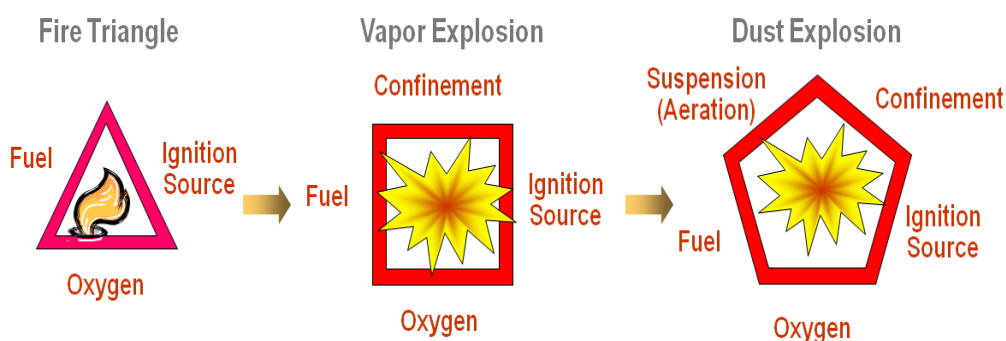 Fire Triangle
Fuel
Ignition
Source
Oxygen
Vapor Explosion
Confinement
Fuel
Ignition
Source
Oxygen
Dust Explosion
Suspension
(Aeration)
Confinement
Fuel
Ignition
Source
Oxygen